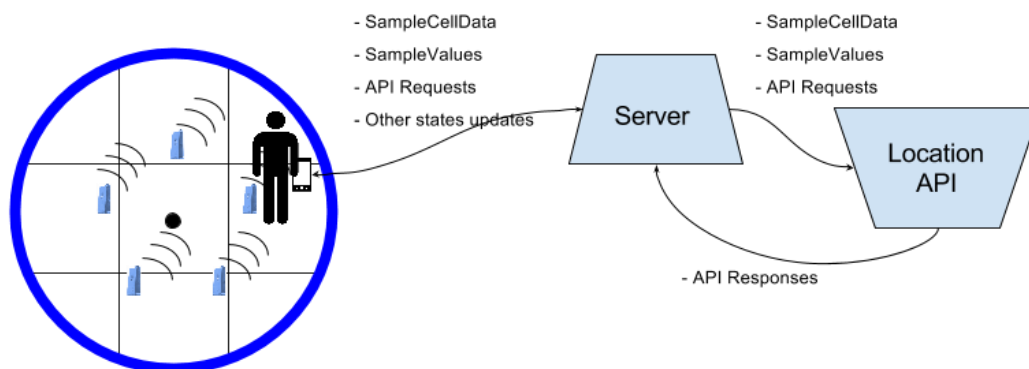 - SampleCellData
- SampleValues
- API Requests
- Other states updates
Server
- SampleCellData
- SampleValues
- API Requests
Location
API
- API Responses